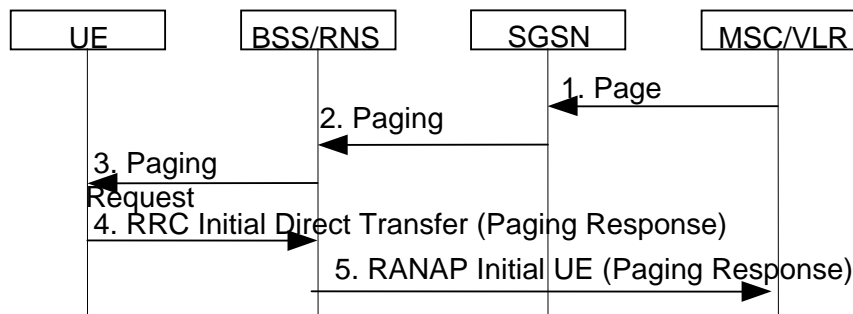 UE
BSS/RNS
SGSN
MSC/VLR
1. Page
2. Paging
3. Paging
Request
4. RRC Initial Direct Transfer (Paging Response)
5. RANAP Initial UE (Paging Response)